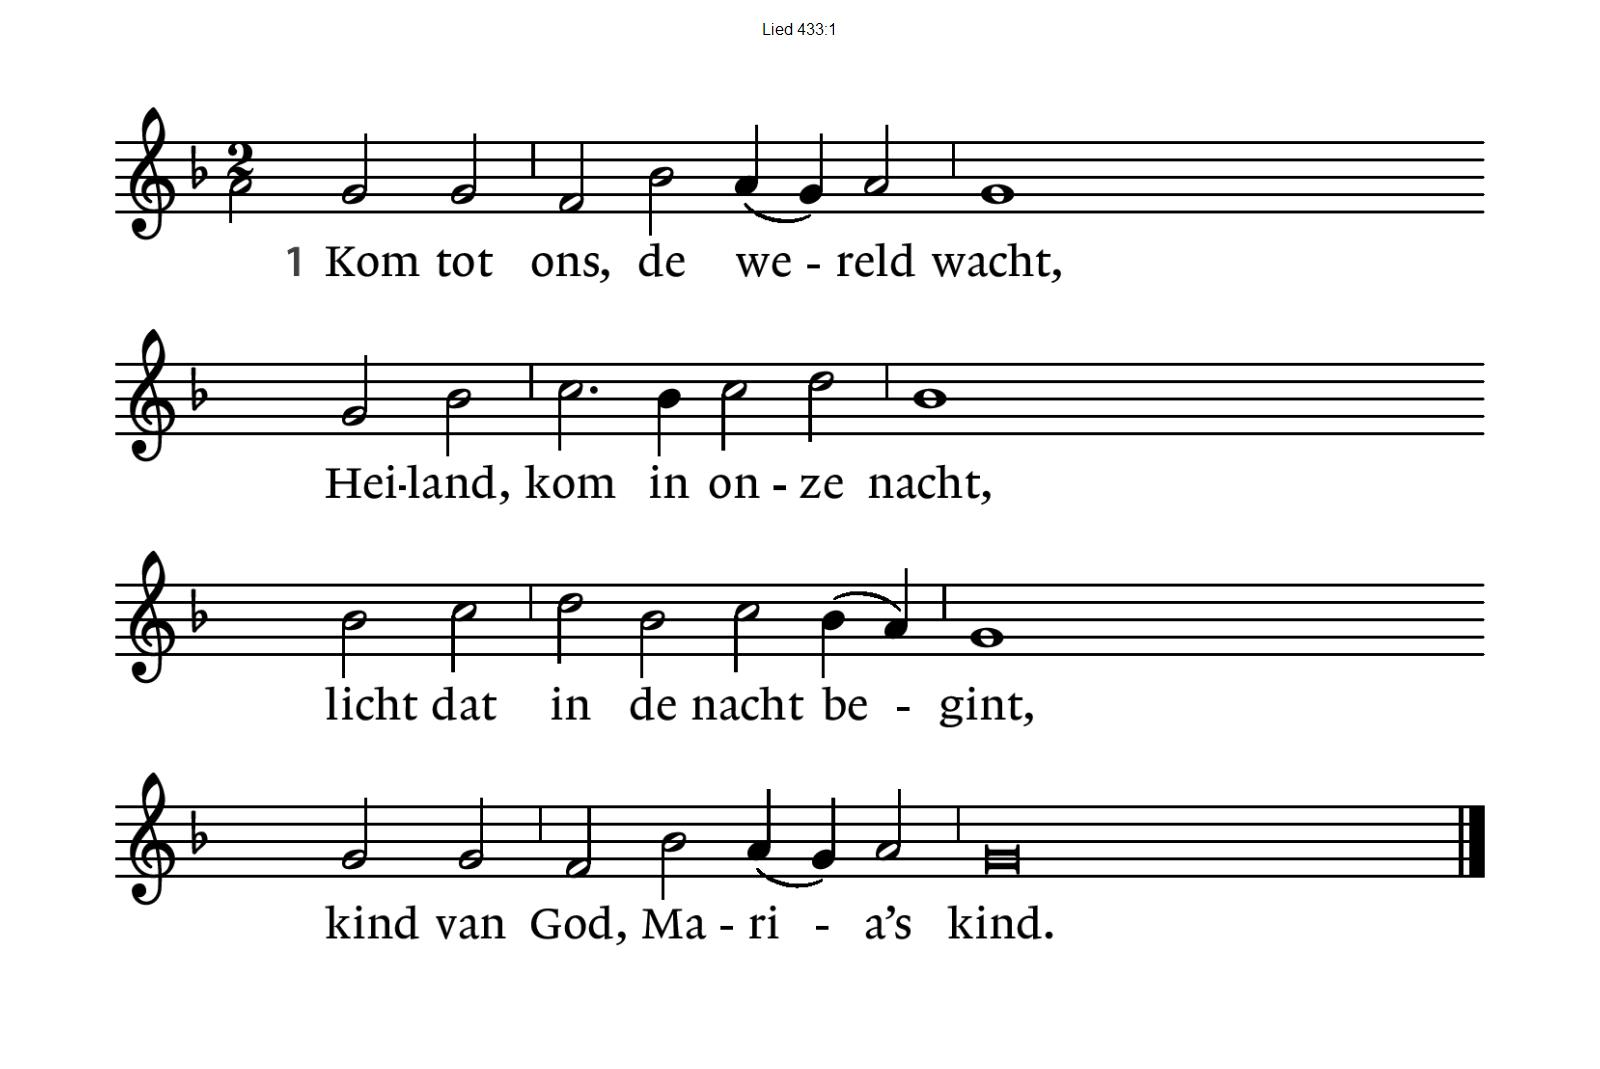 Lied 433:1
2
1 Kom tot ons, de we - reld wacht,
Hei-land, kom in on - ze nacht,
licht dat in de nacht be - gint,
kind van God, Ma - ri - a’s kind.